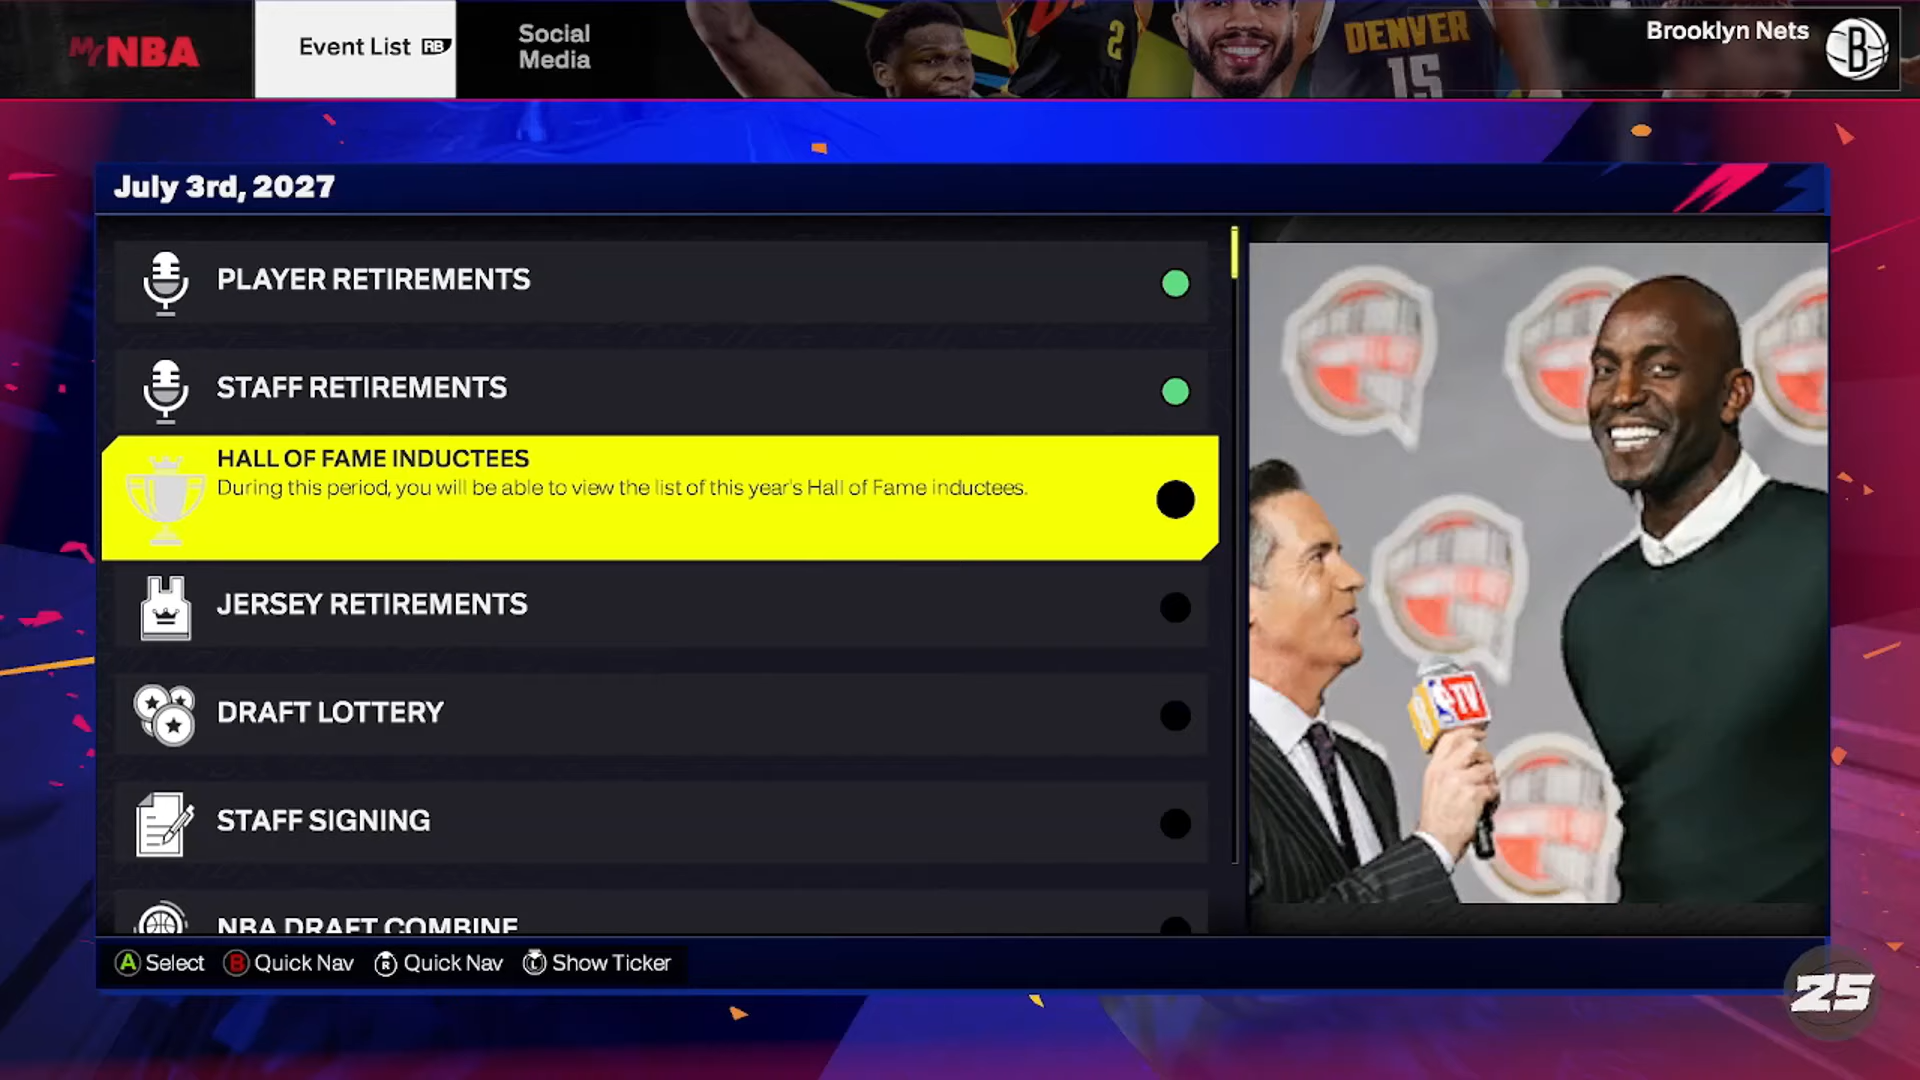 MyNBA
Event List RB
Social
Media
2
DENVER
15
Brooklyn Nets
B
July 3rd, 2027
PLAYER RETIREMENTS
STAFF RETIREMENTS
HALL OF FAME INDUCTEES
During this period, you will be able to view the list of this year's Hall of Fame inductees.
JERSEY RETIREMENTS
DRAFT LOTTERY
STAFF SIGNING
NBA DRAFT COMBINE
TV
A Select B Quick Nav R Quick Nav L Show Ticker
25